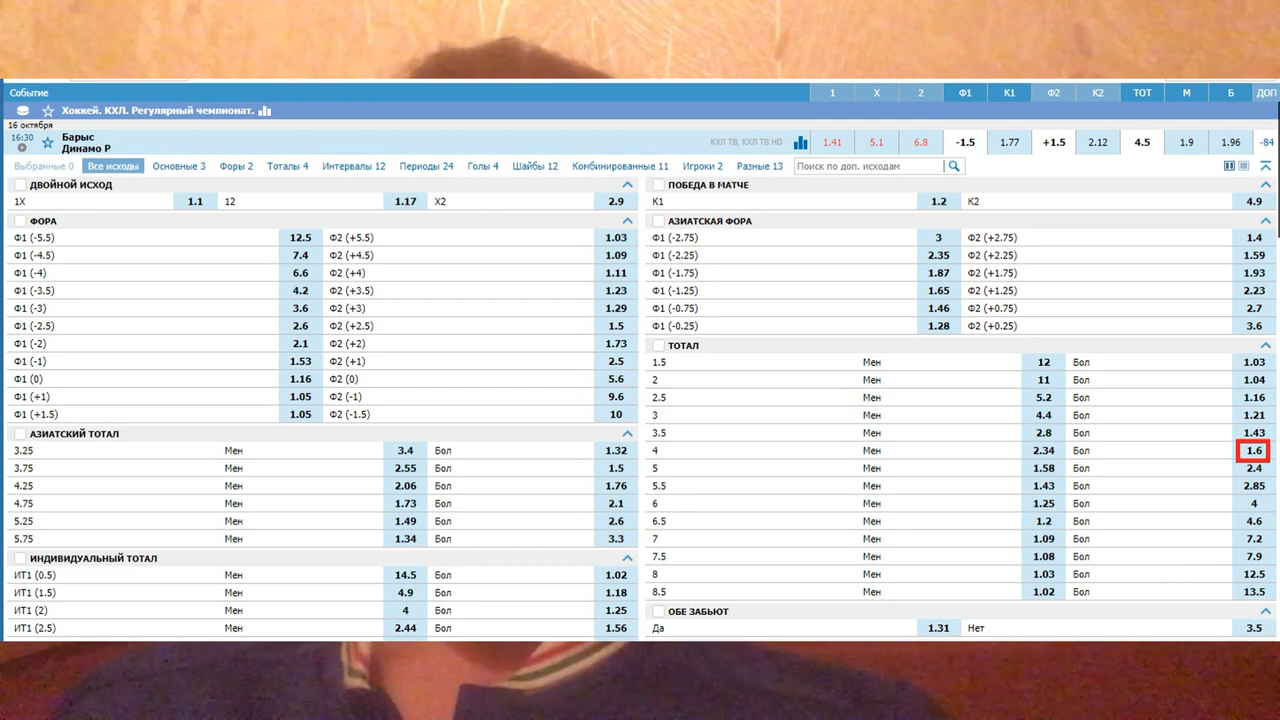 Событие 1 X 2 Ф1 К1 Ф2 К2 ТОТ М Б ДОП
Хоккей. КХЛ. Регулярный чемпионат.
16 октября
16:30 Барыс КХЛ ТВ, КХЛ ТВ HD 1.41 5.1 6.8 -1.5 1.77 +1.5 2.12 4.5 1.9 1.96 -84
Динамо Р
Выбранные 0 Все исходы Основные 3 Форы 2 Тоталы 4 Интервалы 12 Периоды 24 Голы 4 Шайбы 12 Комбинированные 11 Игроки 2 Разные 13 Поиск по доп. исходам
ДВОЙНОЙ ИСХОД
1X 1.1 12 1.17 X2 2.9
ФОРА
Ф1 (-5.5) 12.5 Ф2 (+5.5) 1.03
Ф1 (-4.5) 7.4 Ф2 (+4.5) 1.09
Ф1 (-4) 6.6 Ф2 (+4) 1.11
Ф1 (-3.5) 4.2 Ф2 (+3.5) 1.23
Ф1 (-3) 3.6 Ф2 (+3) 1.29
Ф1 (-2.5) 2.6 Ф2 (+2.5) 1.5
Ф1 (-2) 2.1 Ф2 (+2) 1.73
Ф1 (-1) 1.53 Ф2 (+1) 2.5
Ф1 (0) 1.16 Ф2 (0) 5.6
Ф1 (+1) 1.05 Ф2 (-1) 9.6
Ф1 (+1.5) 1.05 Ф2 (-1.5) 10
АЗИАТСКИЙ ТОТАЛ
3.25 Мен 3.4 Бол 1.32
3.75 Мен 2.55 Бол 1.5
4.25 Мен 2.06 Бол 1.76
4.75 Мен 1.73 Бол 2.1
5.25 Мен 1.49 Бол 2.6
5.75 Мен 1.34 Бол 3.3
ИНДИВИДУАЛЬНЫЙ ТОТАЛ
ИТ1 (0.5) Мен 14.5 Бол 1.02
ИТ1 (1.5) Мен 4.9 Бол 1.18
ИТ1 (2) Мен 4 Бол 1.25
ИТ1 (2.5) Мен 2.44 Бол 1.56
ПОБЕДА В МАТЧЕ
К1 1.2 К2 4.9
АЗИАТСКАЯ ФОРА
Ф1 (-2.75) 3 Ф2 (+2.75) 1.4
Ф1 (-2.25) 2.35 Ф2 (+2.25) 1.59
Ф1 (-1.75) 1.87 Ф2 (+1.75) 1.93
Ф1 (-1.25) 1.65 Ф2 (+1.25) 2.23
Ф1 (-0.75) 1.46 Ф2 (+0.75) 2.7
Ф1 (-0.25) 1.28 Ф2 (+0.25) 3.6
ТОТАЛ
1.5 Мен 12 Бол 1.03
2 Мен 11 Бол 1.04
2.5 Мен 5.2 Бол 1.16
3 Мен 4.4 Бол 1.21
3.5 Мен 2.8 Бол 1.43
4 Мен 2.34 Бол 1.6
5 Мен 1.58 Бол 2.4
5.5 Мен 1.43 Бол 2.85
6 Мен 1.25 Бол 4
6.5 Мен 1.2 Бол 4.6
7 Мен 1.09 Бол 7.2
7.5 Мен 1.08 Бол 7.9
8 Мен 1.03 Бол 12.5
8.5 Мен 1.02 Бол 13.5
ОБЕ ЗАБЬЮТ
Да 1.31 Нет 3.5